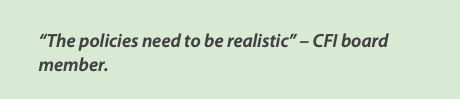 “The policies need to be realistic” – CFI board
member.